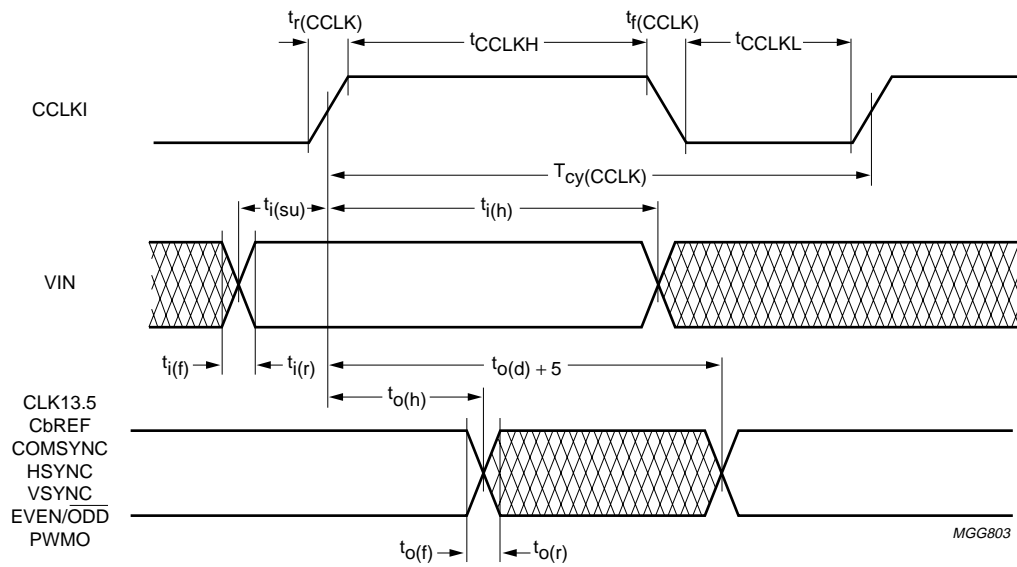 tr(CCLK)
tCCLKH
tf(CCLK)
tCCLKL
CCLKI
Tcy(CCLK)
ti(su)
ti(h)
VIN
ti(f)
ti(r)
to(d) + 5
to(h)
CLK13.5
CbREF
COMSYNC
HSYNC
VSYNC
EVEN/O̅D̅D̅
PWMO
to(f)
to(r)
MGG803